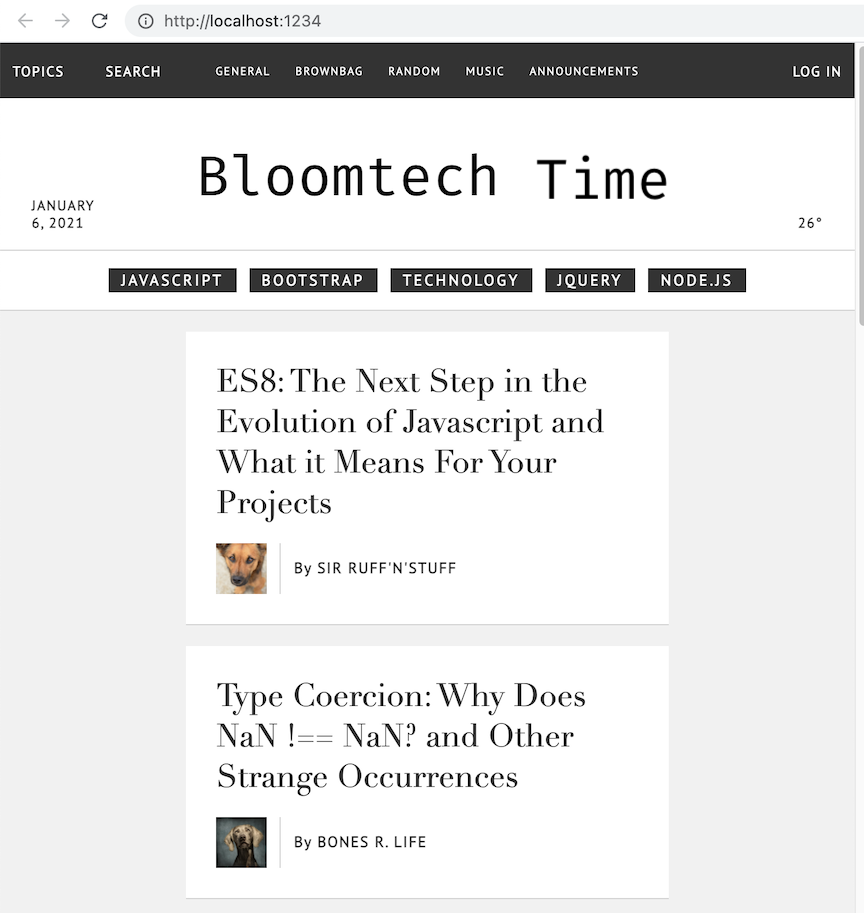 http://localhost:1234
TOPICS SEARCH GENERAL BROWNBAG RANDOM MUSIC ANNOUNCEMENTS LOG IN
Bloomtech Time
JANUARY
6, 2021 26°
JAVASCRIPT BOOTSTRAP TECHNOLOGY JQUERY NODE.JS
ES8: The Next Step in the
Evolution of Javascript and
What it Means For Your
Projects
By SIR RUFF'N'STUFF
Type Coercion: Why Does
NaN !== NaN? and Other
Strange Occurrences
By BONES R. LIFE